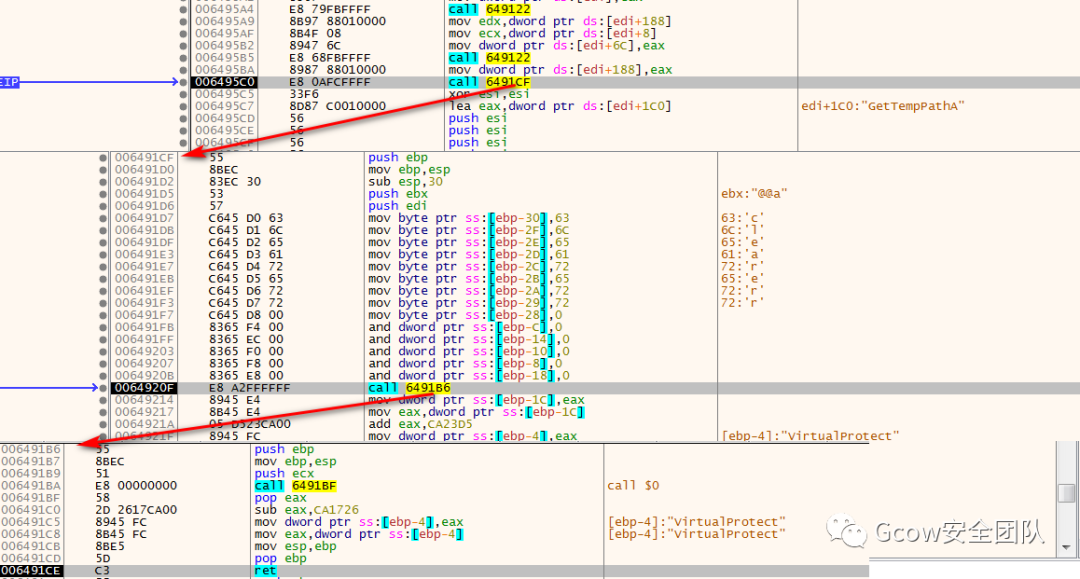 006495A4 E8 79FBFFFF call 649122
006495A9 8B97 88010000 mov edx,dword ptr ds:[edi+188]
006495AF 8B4F 08 mov ecx,dword ptr ds:[edi+8]
006495B2 8947 6C mov dword ptr ds:[edi+6C],eax
006495B5 E8 68FBFFFF call 649122
006495BA 8987 88010000 mov dword ptr ds:[edi+188],eax
EIP 006495C0 E8 0AFCFFFF call 6491CF
006495C5 33F6 xor esi,esi
006495C7 8D87 C0010000 lea eax,dword ptr ds:[edi+1C0] edi+1C0:"GetTempPathA"
006495CD 56 push esi
006495CE 56 push esi
006495CF 56 push esi
006491CF 55 push ebp
006491D0 8BEC mov ebp,esp
006491D2 83EC 30 sub esp,30
006491D5 53 push ebx ebx:"@@a"
006491D6 57 push edi
006491D7 C645 D0 63 mov byte ptr ss:[ebp-30],63 63:'c'
006491DB C645 D1 6C mov byte ptr ss:[ebp-2F],6C 6C:'l'
006491DF C645 D2 65 mov byte ptr ss:[ebp-2E],65 65:'e'
006491E3 C645 D3 61 mov byte ptr ss:[ebp-2D],61 61:'a'
006491E7 C645 D4 72 mov byte ptr ss:[ebp-2C],72 72:'r'
006491EB C645 D5 65 mov byte ptr ss:[ebp-2B],65 65:'e'
006491EF C645 D6 72 mov byte ptr ss:[ebp-2A],72 72:'r'
006491F3 C645 D7 72 mov byte ptr ss:[ebp-29],72 72:'r'
006491F7 C645 D8 00 mov byte ptr ss:[ebp-28],0
006491FB 8365 F4 00 and dword ptr ss:[ebp-C],0
006491FF 8365 EC 00 and dword ptr ss:[ebp-14],0
00649203 8365 F0 00 and dword ptr ss:[ebp-10],0
00649207 8365 F8 00 and dword ptr ss:[ebp-8],0
0064920B 8365 E8 00 and dword ptr ss:[ebp-18],0
0064920F E8 A2FFFFFF call 6491B6
00649214 8945 E4 mov dword ptr ss:[ebp-1C],eax
00649217 8B45 E4 mov eax,dword ptr ss:[ebp-1C]
0064921A 05 D523CA00 add eax,CA23D5
0064921F 8945 FC mov dword ptr ss:[ebp-4],eax [ebp-4]:"VirtualProtect"
006491B6 55 push ebp
006491B7 8BEC mov ebp,esp
006491B9 51 push ecx
006491BA E8 00000000 call 6491BF call $0
006491BF 58 pop eax
006491C0 2D 2617CA00 sub eax,CA1726
006491C5 8945 FC mov dword ptr ss:[ebp-4],eax [ebp-4]:"VirtualProtect"
006491C8 8B45 FC mov eax,dword ptr ss:[ebp-4] [ebp-4]:"VirtualProtect"
006491CB 8BE5 mov esp,ebp
006491CD 5D pop ebp
006491CE C3 ret
Gcow安全团队